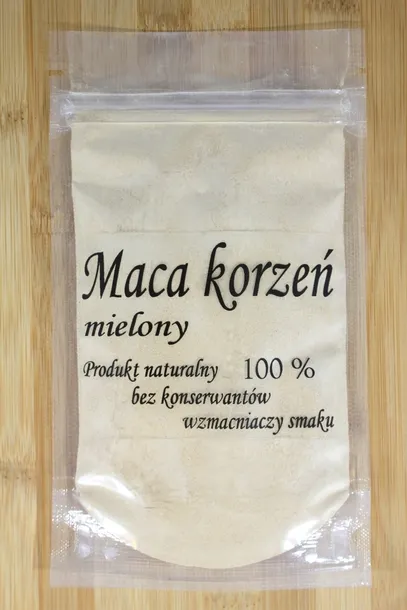 Maca korzeń
mielony
Produkt naturalny 100 %
bez konserwantów
wzmacniaczy smaku